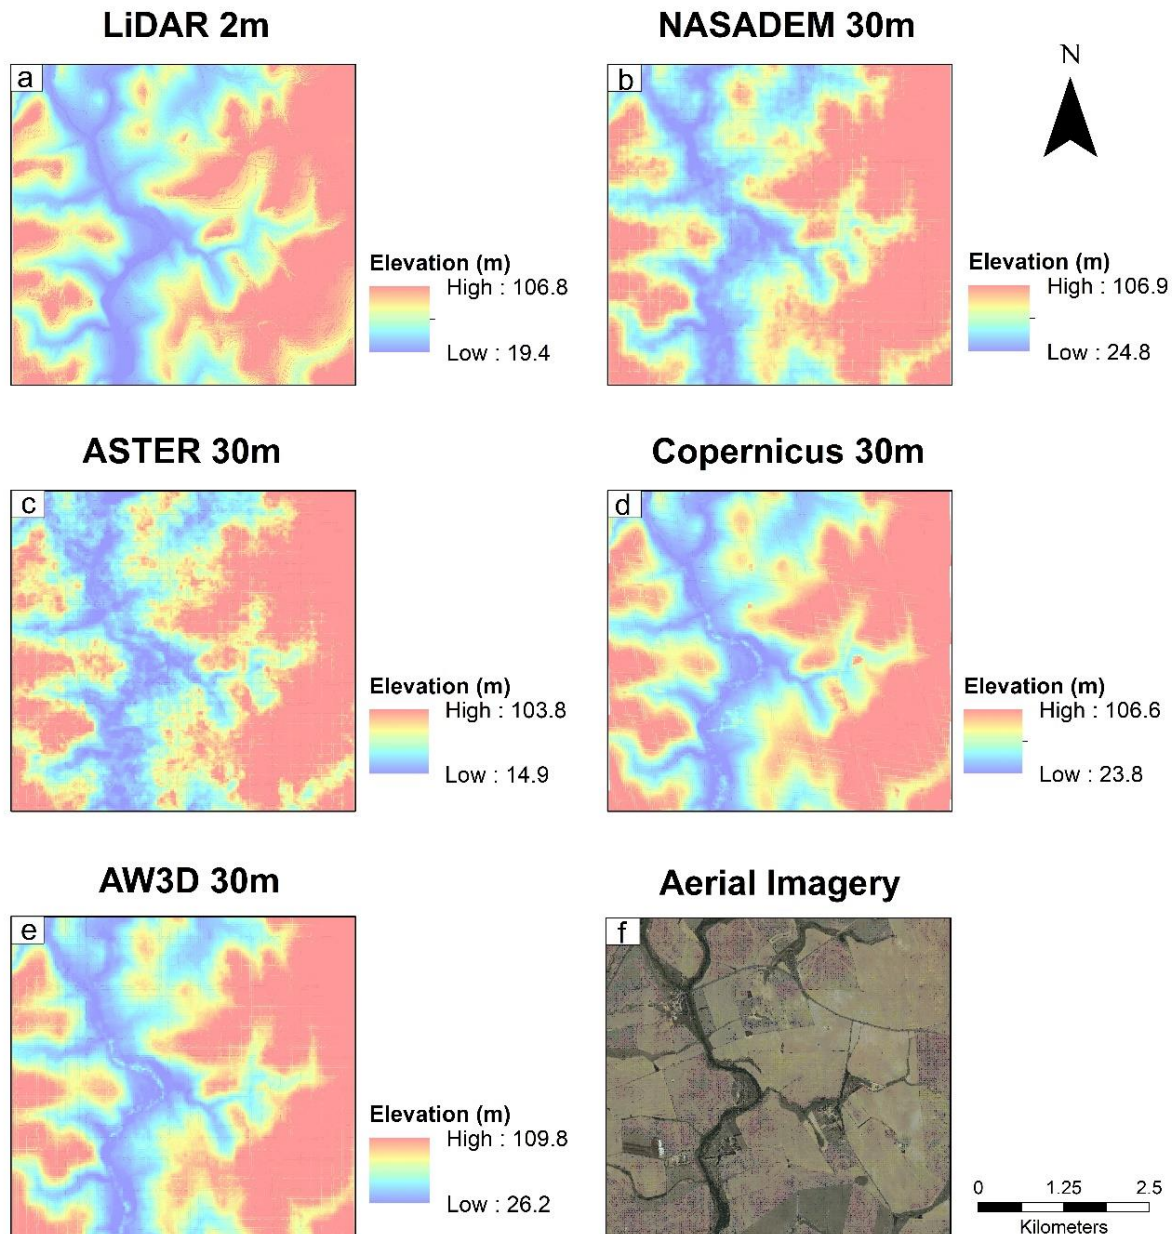 LiDAR 2m
NASADEM 30m
N
a
b
Elevation (m)
High : 106.8
Low : 19.4
Elevation (m)
High : 106.9
Low : 24.8
ASTER 30m
Copernicus 30m
c
d
Elevation (m)
High : 103.8
Low : 14.9
Elevation (m)
High : 106.6
Low : 23.8
AW3D 30m
Aerial Imagery
e
f
Elevation (m)
High : 109.8
Low : 26.2
0 1.25 2.5
Kilometers